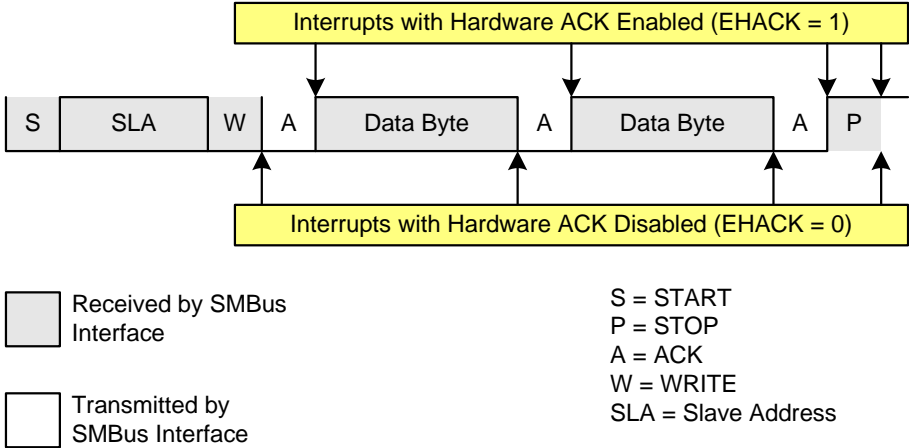 Interrupts with Hardware ACK Enabled (EHACK = 1)
S SLA W A Data Byte A Data Byte A P
Interrupts with Hardware ACK Disabled (EHACK = 0)
Received by SMBus
Interface
Transmitted by
SMBus Interface
S = START
P = STOP
A = ACK
W = WRITE
SLA = Slave Address